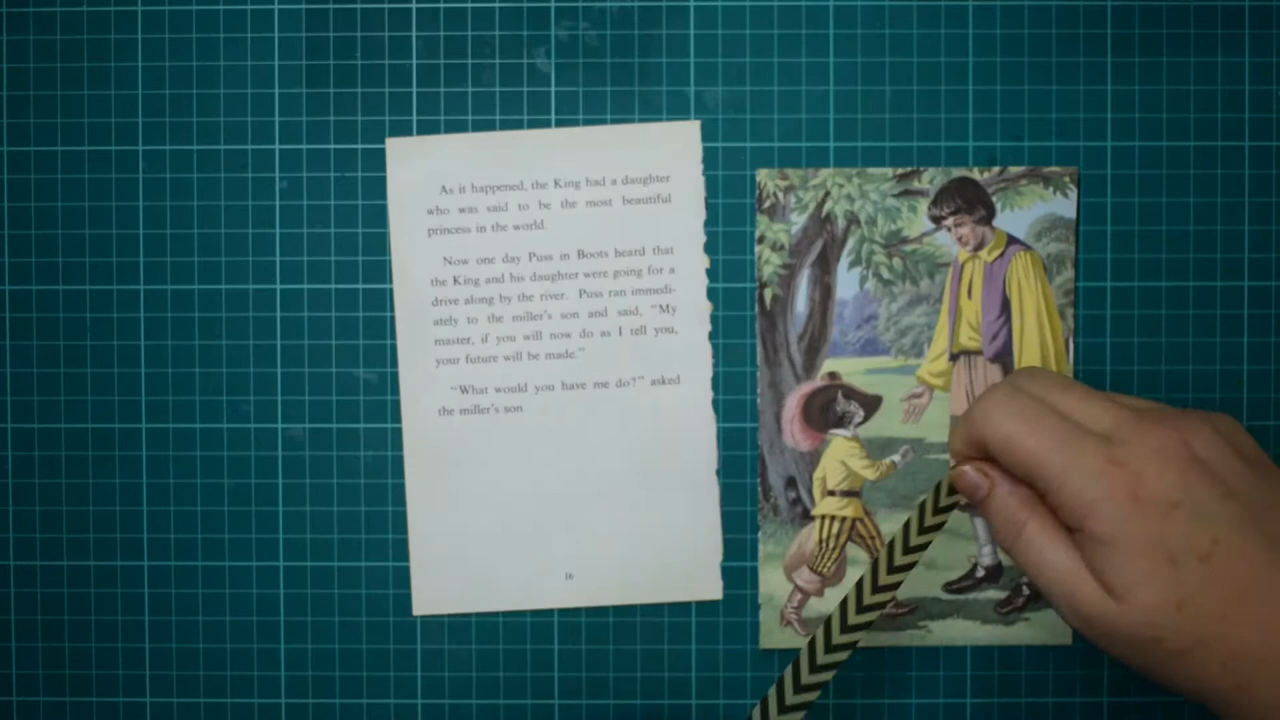 As it happened, the King had a daughter
who was said to be the most beautiful
princess in the world.
Now one day Puss in Boots heard that
the King and his daughter were going for a
drive along by the river. Puss ran immedi-
ately to the miller's son and said, "My
master, if you will now do as I tell you,
your future will be made."
"What would you have me do?" asked
the miller's son
16